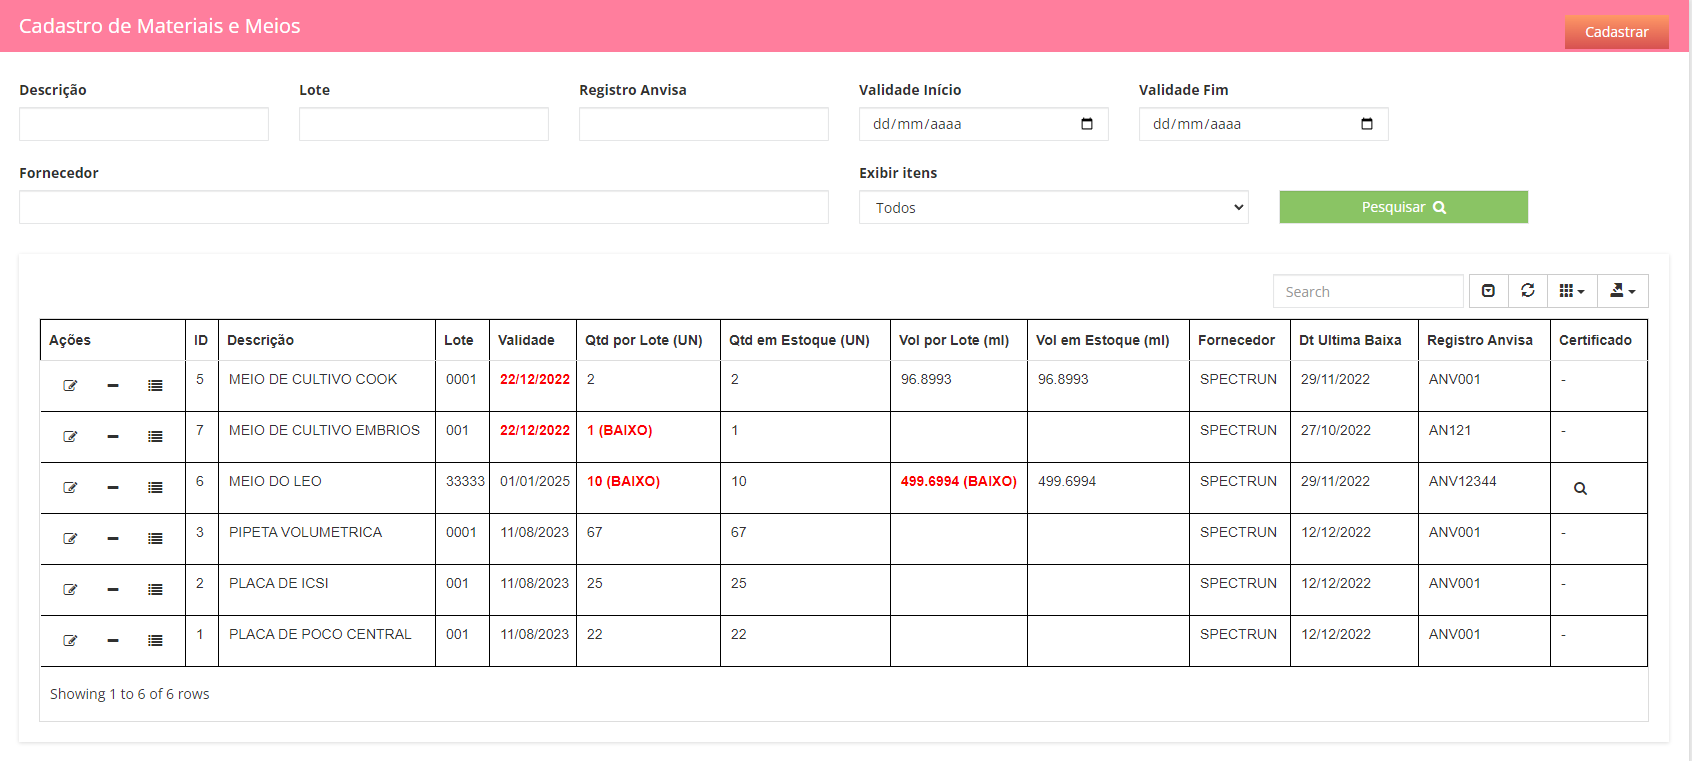 Cadastro de Materiais e Meios
Cadastrar
Descrição Lote Registro Anvisa Validade Início Validade Fim
dd/mm/aaaa dd/mm/aaaa
Fornecedor Exibir itens
Todos Pesquisar
Search
Ações ID Descrição Lote Validade Qtd por Lote (UN) Qtd em Estoque (UN) Vol por Lote (ml) Vol em Estoque (ml) Fornecedor Dt Ultima Baixa Registro Anvisa Certificado
5 MEIO DE CULTIVO COOK 0001 22/12/2022 2 2 96.8993 96.8993 SPECTRUN 29/11/2022 ANV001 -
7 MEIO DE CULTIVO EMBRIOS 001 22/12/2022 1 (BAIXO) 1 SPECTRUN 27/10/2022 AN121 -
6 MEIO DO LEO 33333 01/01/2025 10 (BAIXO) 10 499.6994 (BAIXO) 499.6994 SPECTRUN 29/11/2022 ANV12344
3 PIPETA VOLUMETRICA 0001 11/08/2023 67 67 SPECTRUN 12/12/2022 ANV001 -
2 PLACA DE ICSI 001 11/08/2023 25 25 SPECTRUN 12/12/2022 ANV001 -
1 PLACA DE POCO CENTRAL 001 11/08/2023 22 22 SPECTRUN 12/12/2022 ANV001 -
Showing 1 to 6 of 6 rows